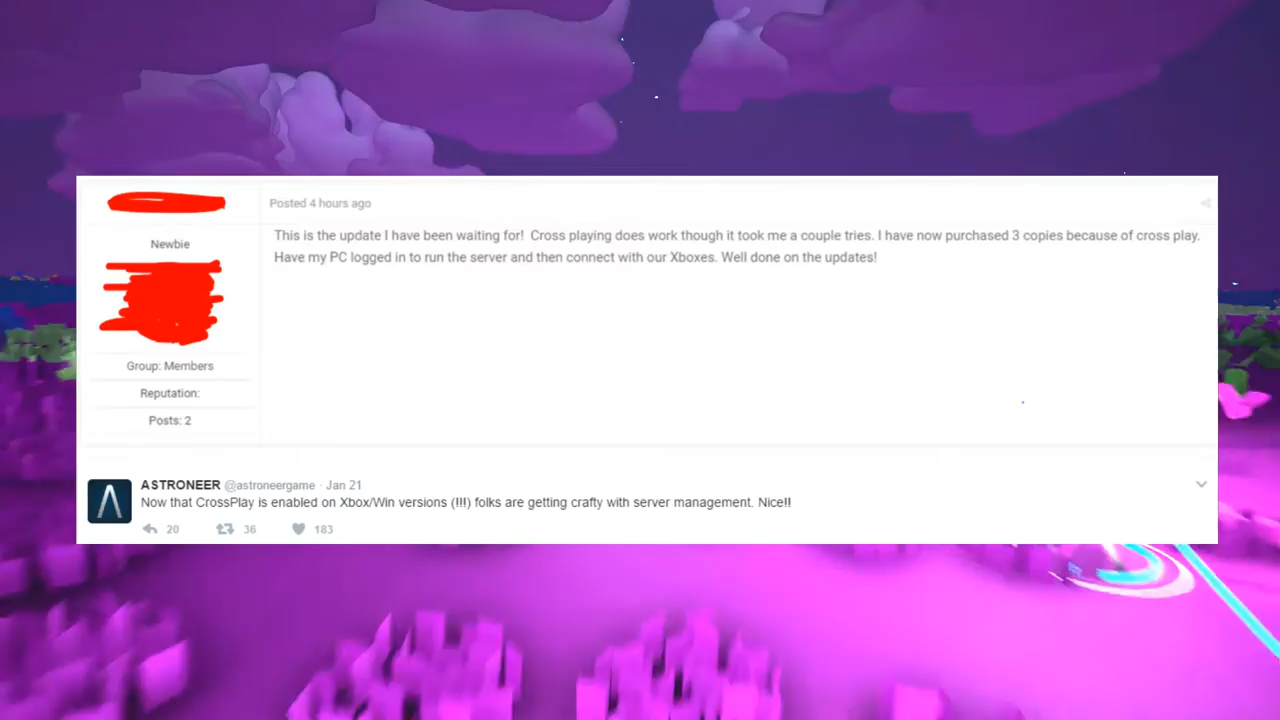 Posted 4 hours ago
Newbie
This is the update I have been waiting for!  Cross playing does work though it took me a couple tries. I have now purchased 3 copies because of cross play.
Have my PC logged in to run the server and then connect with our Xboxes. Well done on the updates!
Group: Members
Reputation:
Posts: 2
ASTRONEER @astroneergame · Jan 21
Now that CrossPlay is enabled on Xbox/Win versions (!!!) folks are getting crafty with server management. Nice!!
20 36 183